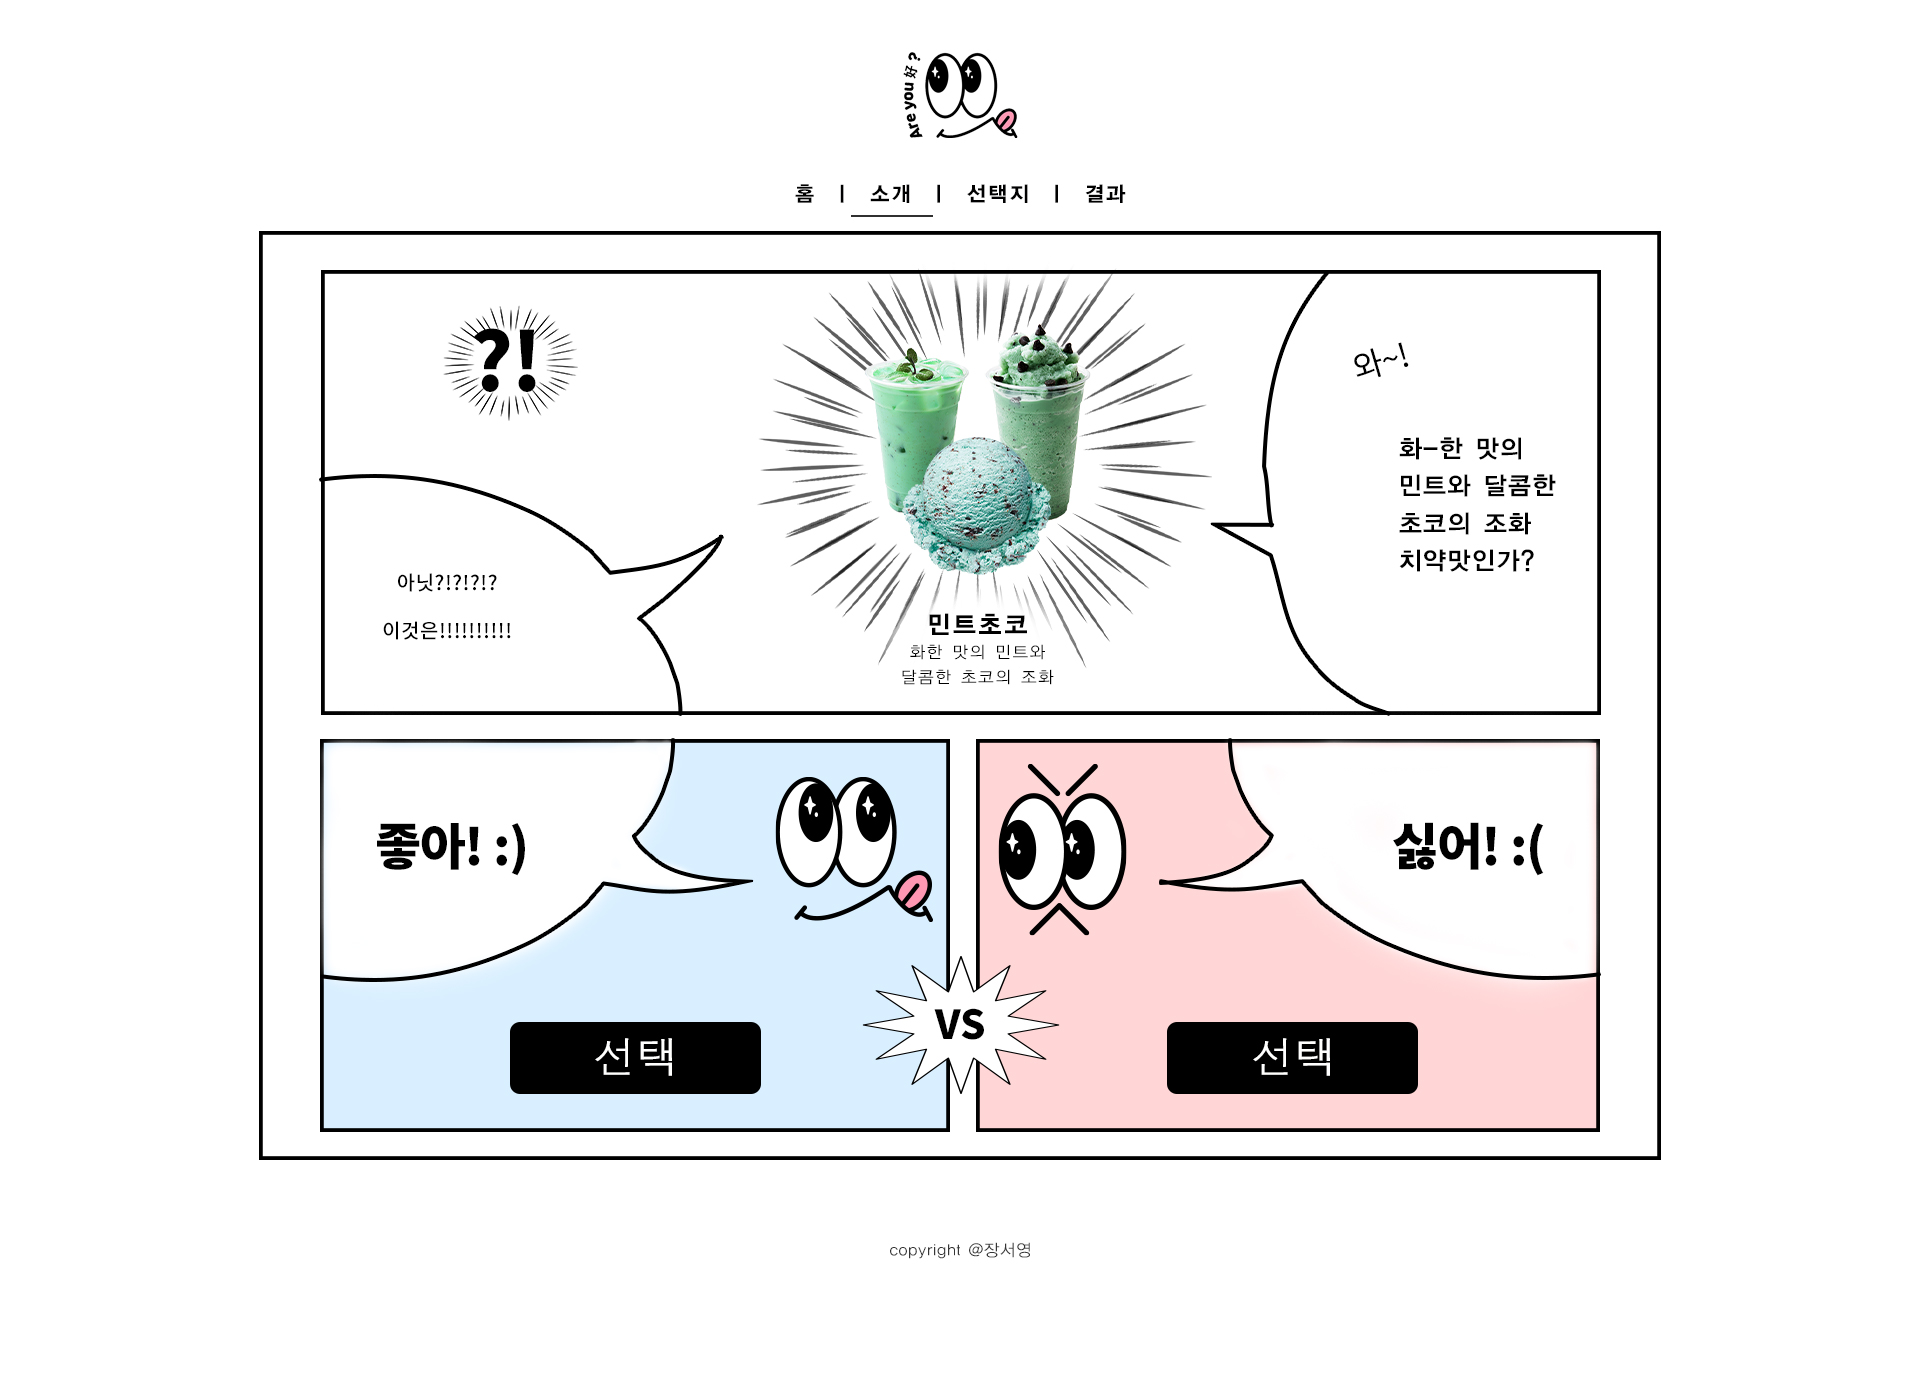 Are you 好 ?
홈 | 소개 | 선택지 | 결과
?!
와~!
화-한 맛의
민트와 달콤한
초코의 조화
치약맛인가?
아닛?!?!?!?
이것은!!!!!!!!!!
민트초코
화한 맛의 민트와
달콤한 초코의 조화
좋아! :)
싫어! :(
VS
선택
선택
copyright @장서영